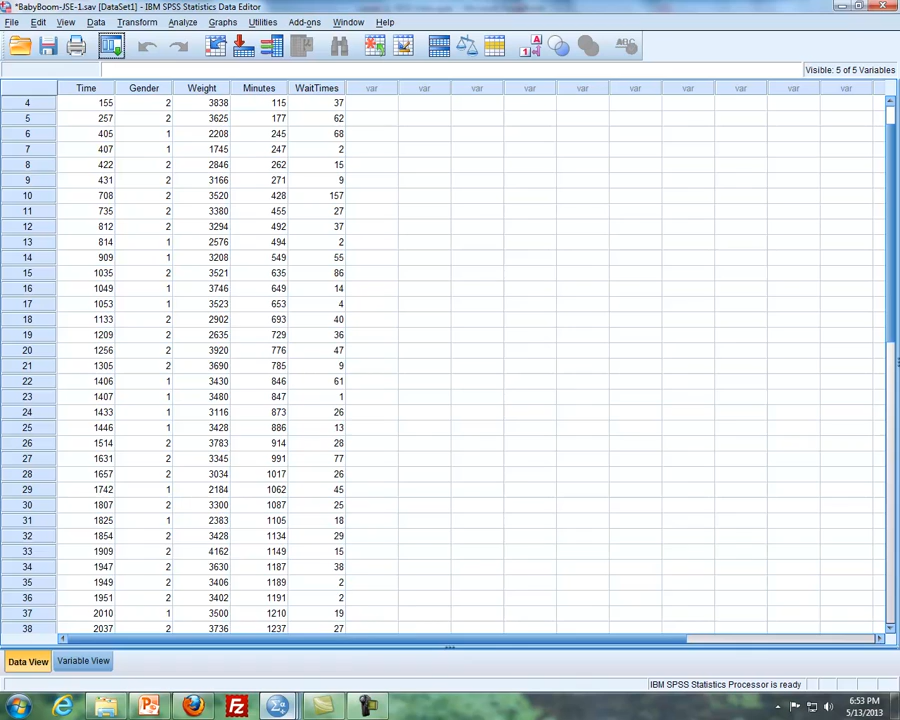 *BabyBoom-JSE-1.sav [DataSet1] - IBM SPSS Statistics Data Editor
File Edit View Data Transform Analyze Graphs Utilities Add-ons Window Help
Visible: 5 of 5 Variables
Time Gender Weight Minutes WaitTimes var var var var var var var var var var
4 155 2 3838 115 37
5 257 2 3625 177 62
6 405 1 2208 245 68
7 407 1 1745 247 2
8 422 2 2846 262 15
9 431 2 3166 271 9
10 708 2 3520 428 157
11 735 2 3380 455 27
12 812 2 3294 492 37
13 814 1 2576 494 2
14 909 1 3208 549 55
15 1035 2 3521 635 86
16 1049 1 3746 649 14
17 1053 1 3523 653 4
18 1133 2 2902 693 40
19 1209 2 2635 729 36
20 1256 2 3920 776 47
21 1305 2 3690 785 9
22 1406 1 3430 846 61
23 1407 1 3480 847 1
24 1433 1 3116 873 26
25 1446 1 3428 886 13
26 1514 2 3783 914 28
27 1631 2 3345 991 77
28 1657 2 3034 1017 26
29 1742 1 2184 1062 45
30 1807 2 3300 1087 25
31 1825 1 2383 1105 18
32 1854 2 3428 1134 29
33 1909 2 4162 1149 15
34 1947 2 3630 1187 38
35 1949 2 3406 1189 2
36 1951 2 3402 1191 2
37 2010 1 3500 1210 19
38 2037 2 3736 1237 27
Data View Variable View
IBM SPSS Statistics Processor is ready
6:53 PM
5/13/2013